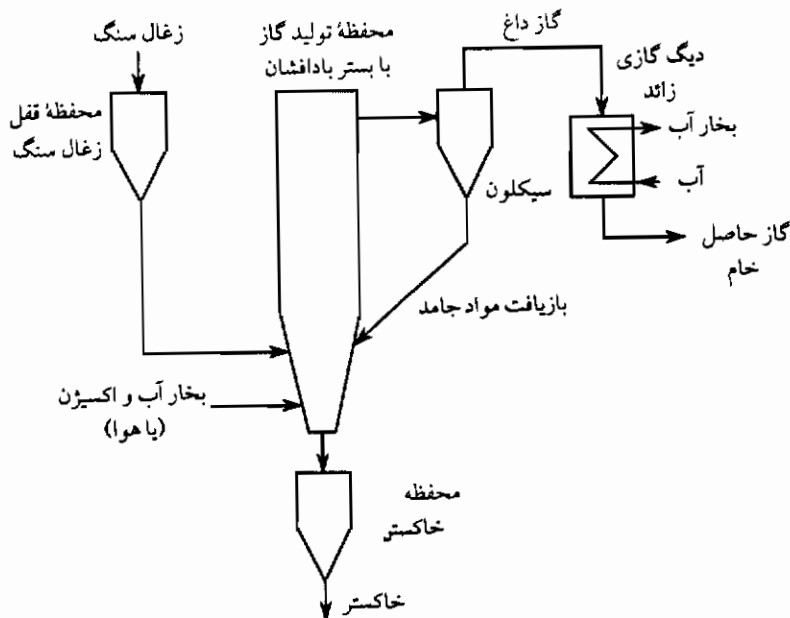 زغال سنگ
محفظهٔ قفل
زغال سنگ
محفظهٔ تولید گاز
با بستر بادافشان
گاز داغ
دیگ گازی
زائد
بخار آب
آب
سیکلون
گاز حاصل
خام
بازیافت مواد جامد
بخار آب و اکسیژن
(یا هوا)
محفظه
خاکستر
خاکستر